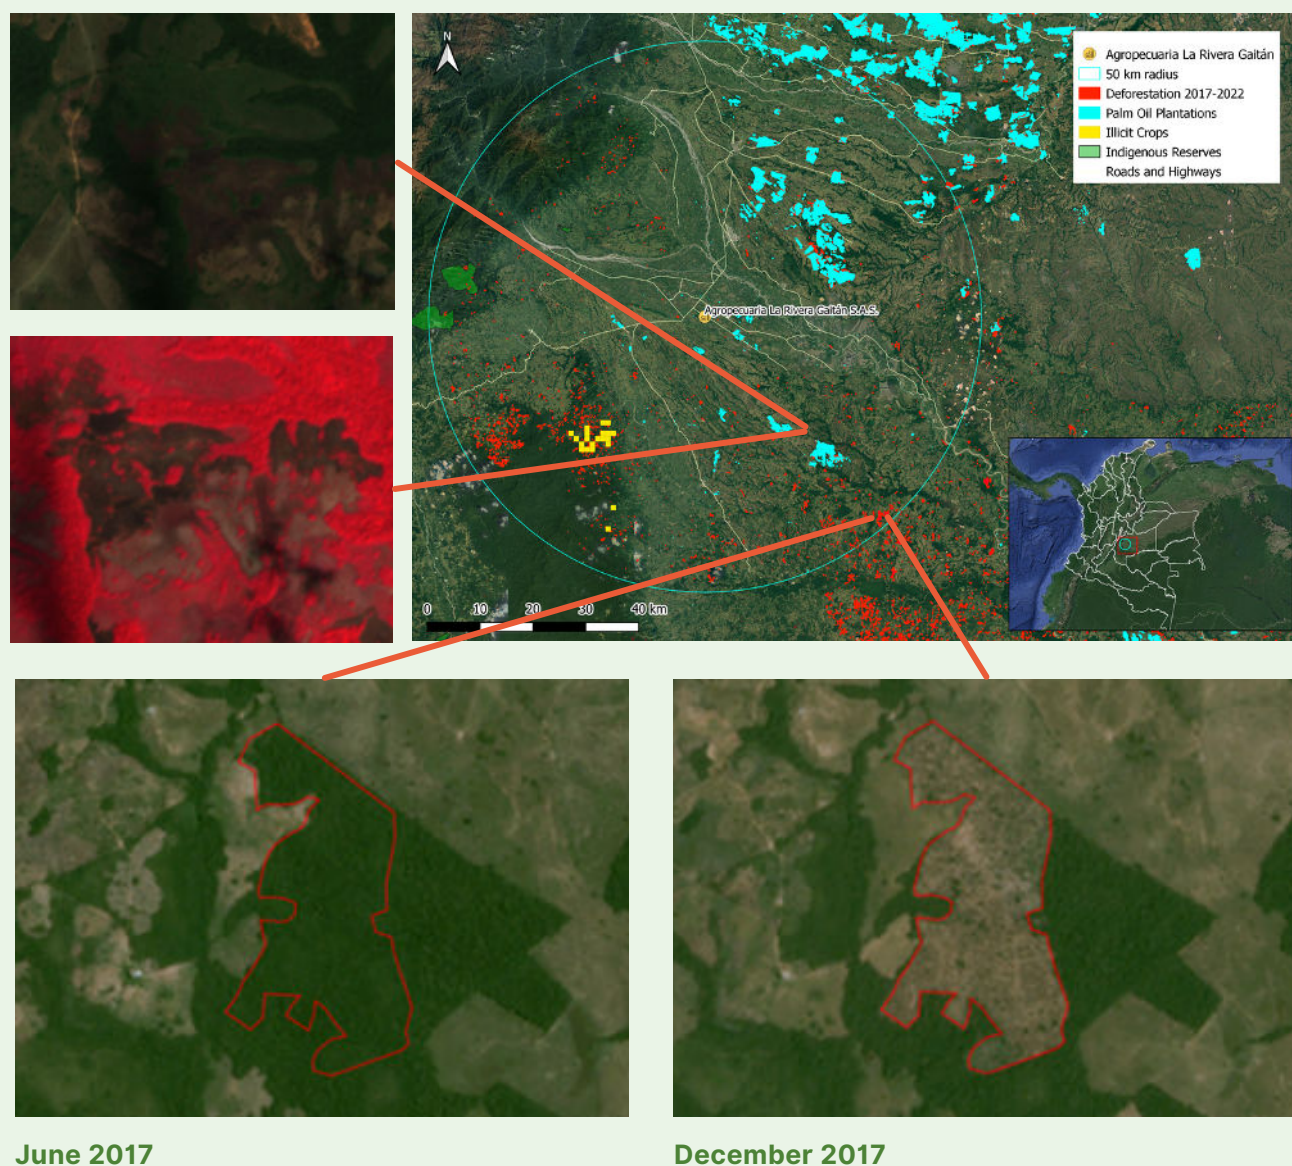 N
Agropecuaria La Rivera Gaitán
50 km radius
Deforestation 2017-2022
Palm Oil Plantations
Illicit Crops
Indigenous Reserves
Roads and Highways
Agropecuaria La Rivera Gaitán S.A.S.
0 10 20 30 40 km
June 2017
December 2017